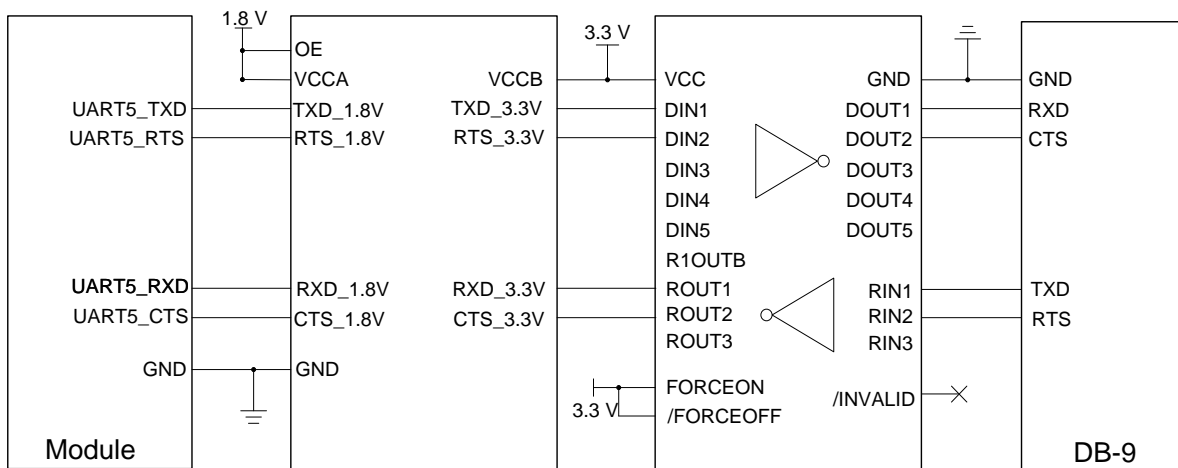 1.8 V
OE
VCCA
UART5_TXD
TXD_1.8V
UART5_RTS
RTS_1.8V
UART5_RXD
RXD_1.8V
UART5_CTS
CTS_1.8V
GND
GND
Module
3.3 V
VCCB
TXD_3.3V
RTS_3.3V
RXD_3.3V
CTS_3.3V
3.3 V
VCC
DIN1
DIN2
DIN3
DIN4
DIN5
R1OUTB
ROUT1
ROUT2
ROUT3
FORCEON
/FORCEOFF
GND
DOUT1
DOUT2
DOUT3
DOUT4
DOUT5
RIN1
RIN2
RIN3
/INVALID
GND
RXD
CTS
TXD
RTS
DB-9